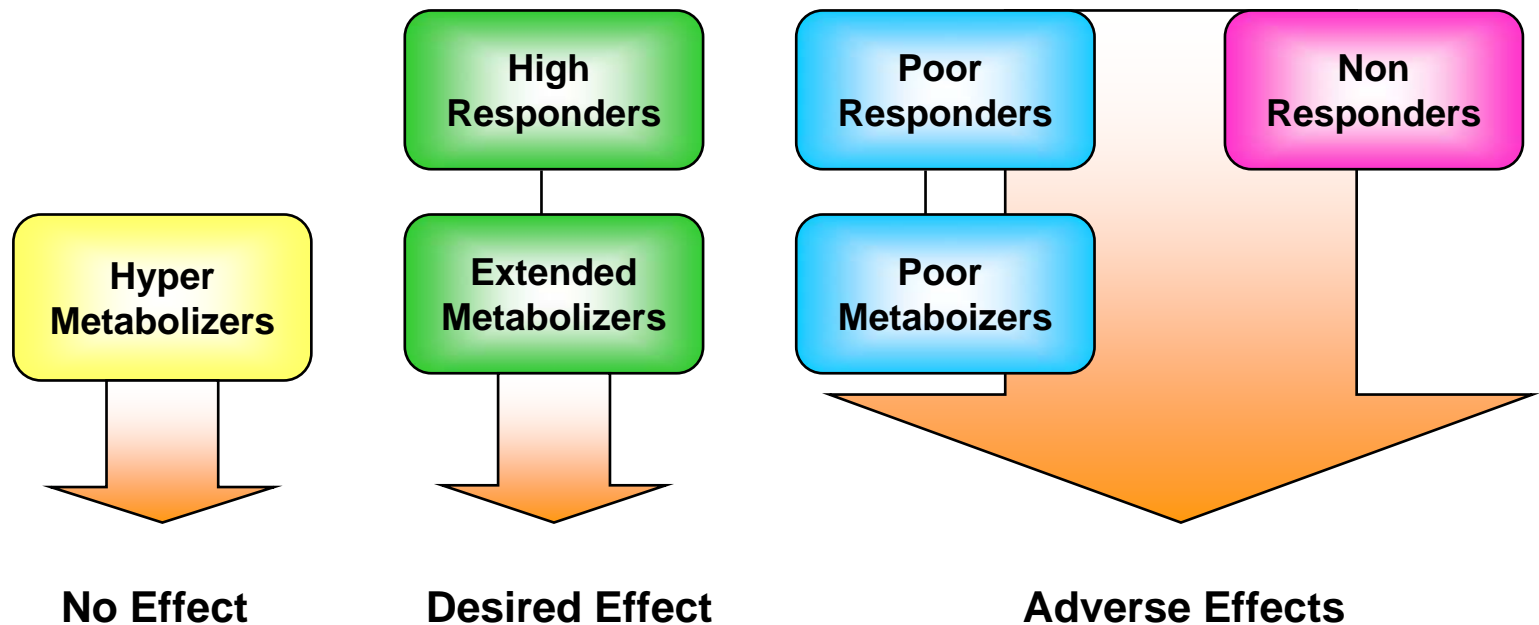 High
Responders
Poor
Responders
Non
Responders
Hyper
Metabolizers
Extended
Metabolizers
Poor
Metaboizers
No Effect
Desired Effect
Adverse Effects